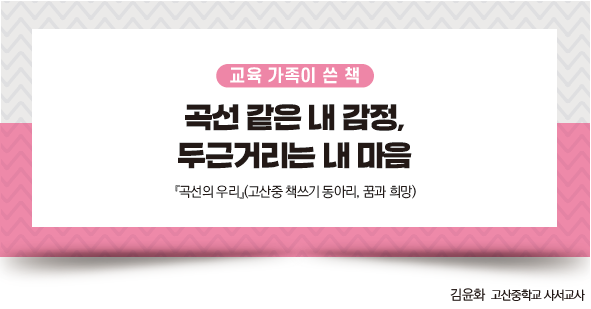 교육 가족이 쓴 책
곡선 같은 내 감정,
두근거리는 내 마음
『곡선의 우리』(고산중 책쓰기 동아리, 꿈과 희망)
김윤화 고산중학교 사서교사